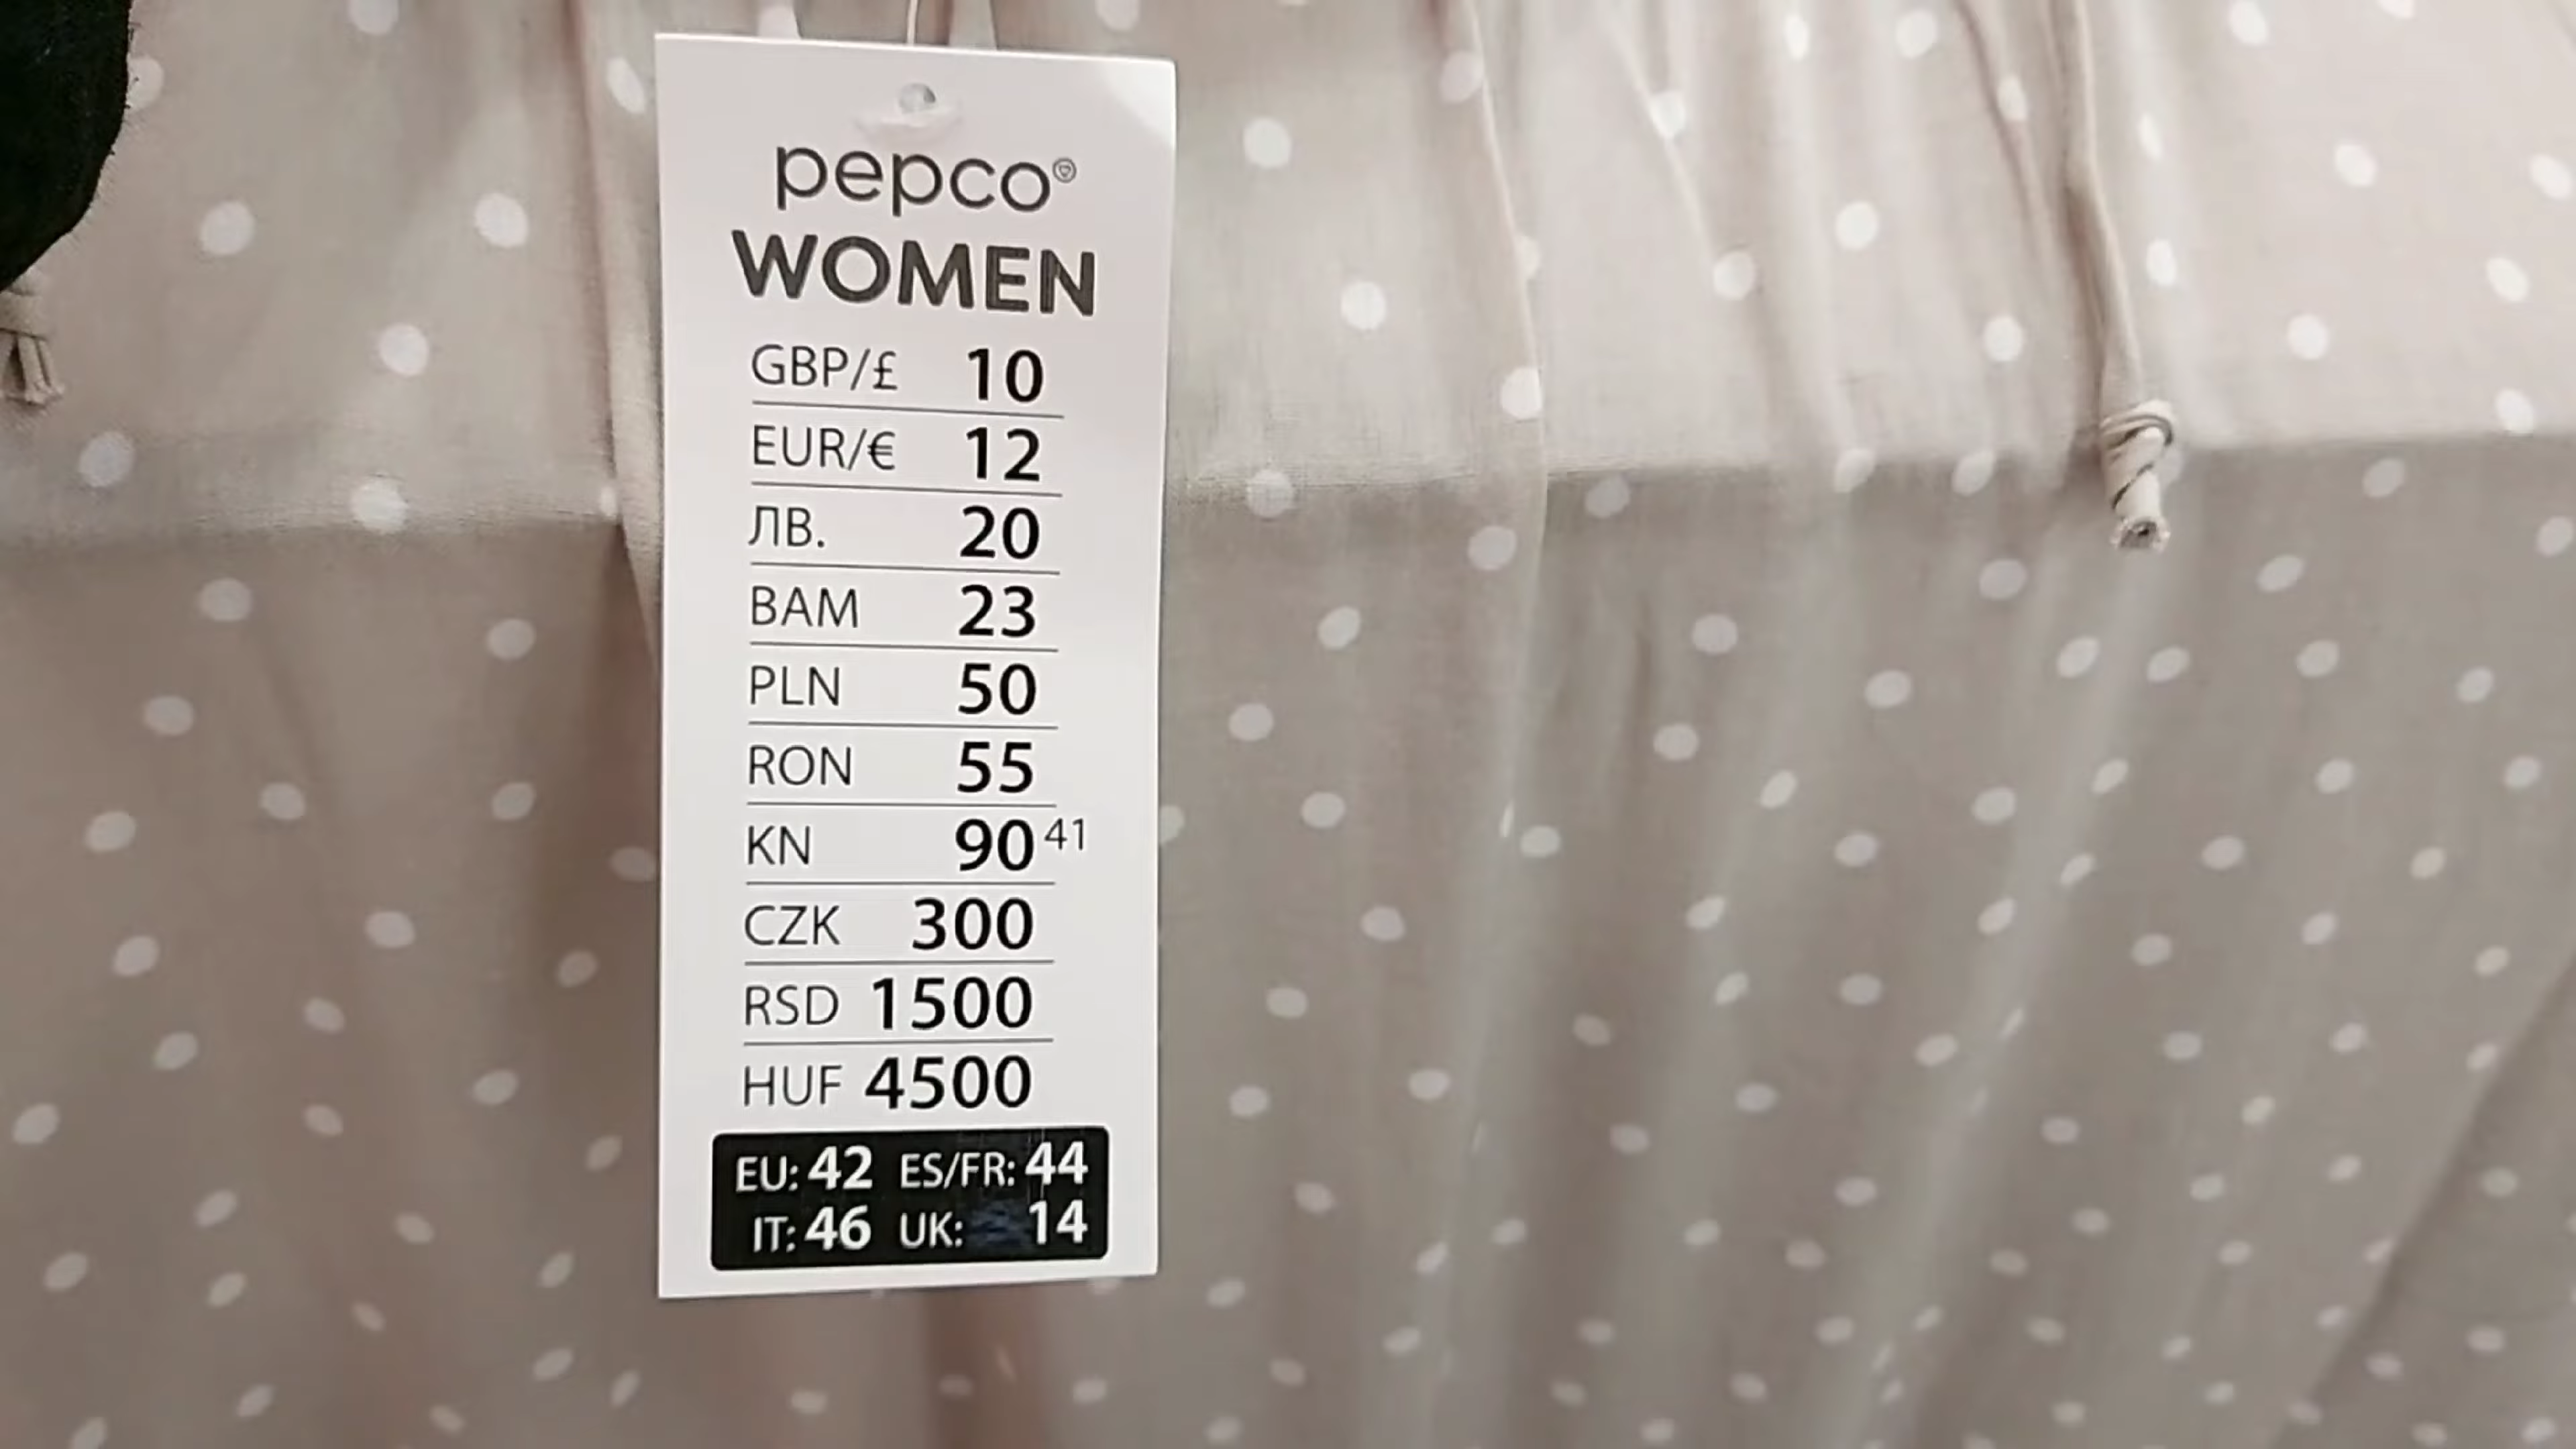 pepco
WOMEN
GBP/£ 10
EUR/€ 12
ЛВ. 20
BAM 23
PLN 50
RON 55
KN 90 41
CZK 300
RSD 1500
HUF 4500
EU: 42 ES/FR: 44
IT: 46 UK: 14